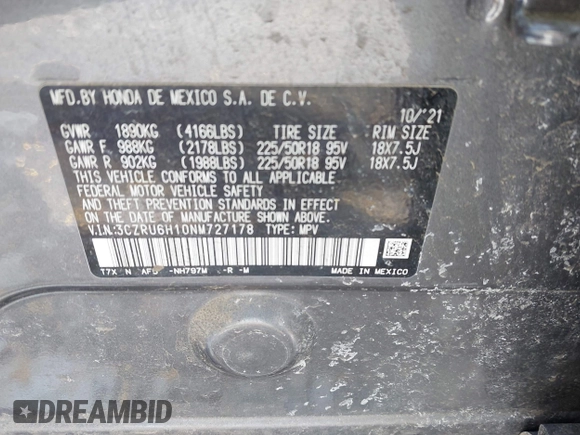 MFD. BY HONDA DE MEXICO S.A. DE C.V.
10/'21
GVWR 1890KG (4166LBS) TIRE SIZE RIM SIZE
GAWR F. 988KG (2178LBS) 225/50R18 95V 18X7.5J
GAWR R 902KG (1988LBS) 225/50R18 95V 18X7.5J
THIS VEHICLE CONFORMS TO ALL APPLICABLE
FEDERAL MOTOR VEHICLE SAFETY
AND THEFT PREVENTION STANDARDS IN EFFECT ON THE DATE OF MANUFACTURE SHOWN ABOVE.
V.I.N:3CZRU6H10NM727178 TYPE: MPV
T7X N AFG -NH797M -R -M MADE IN MEXICO
DREAMBID